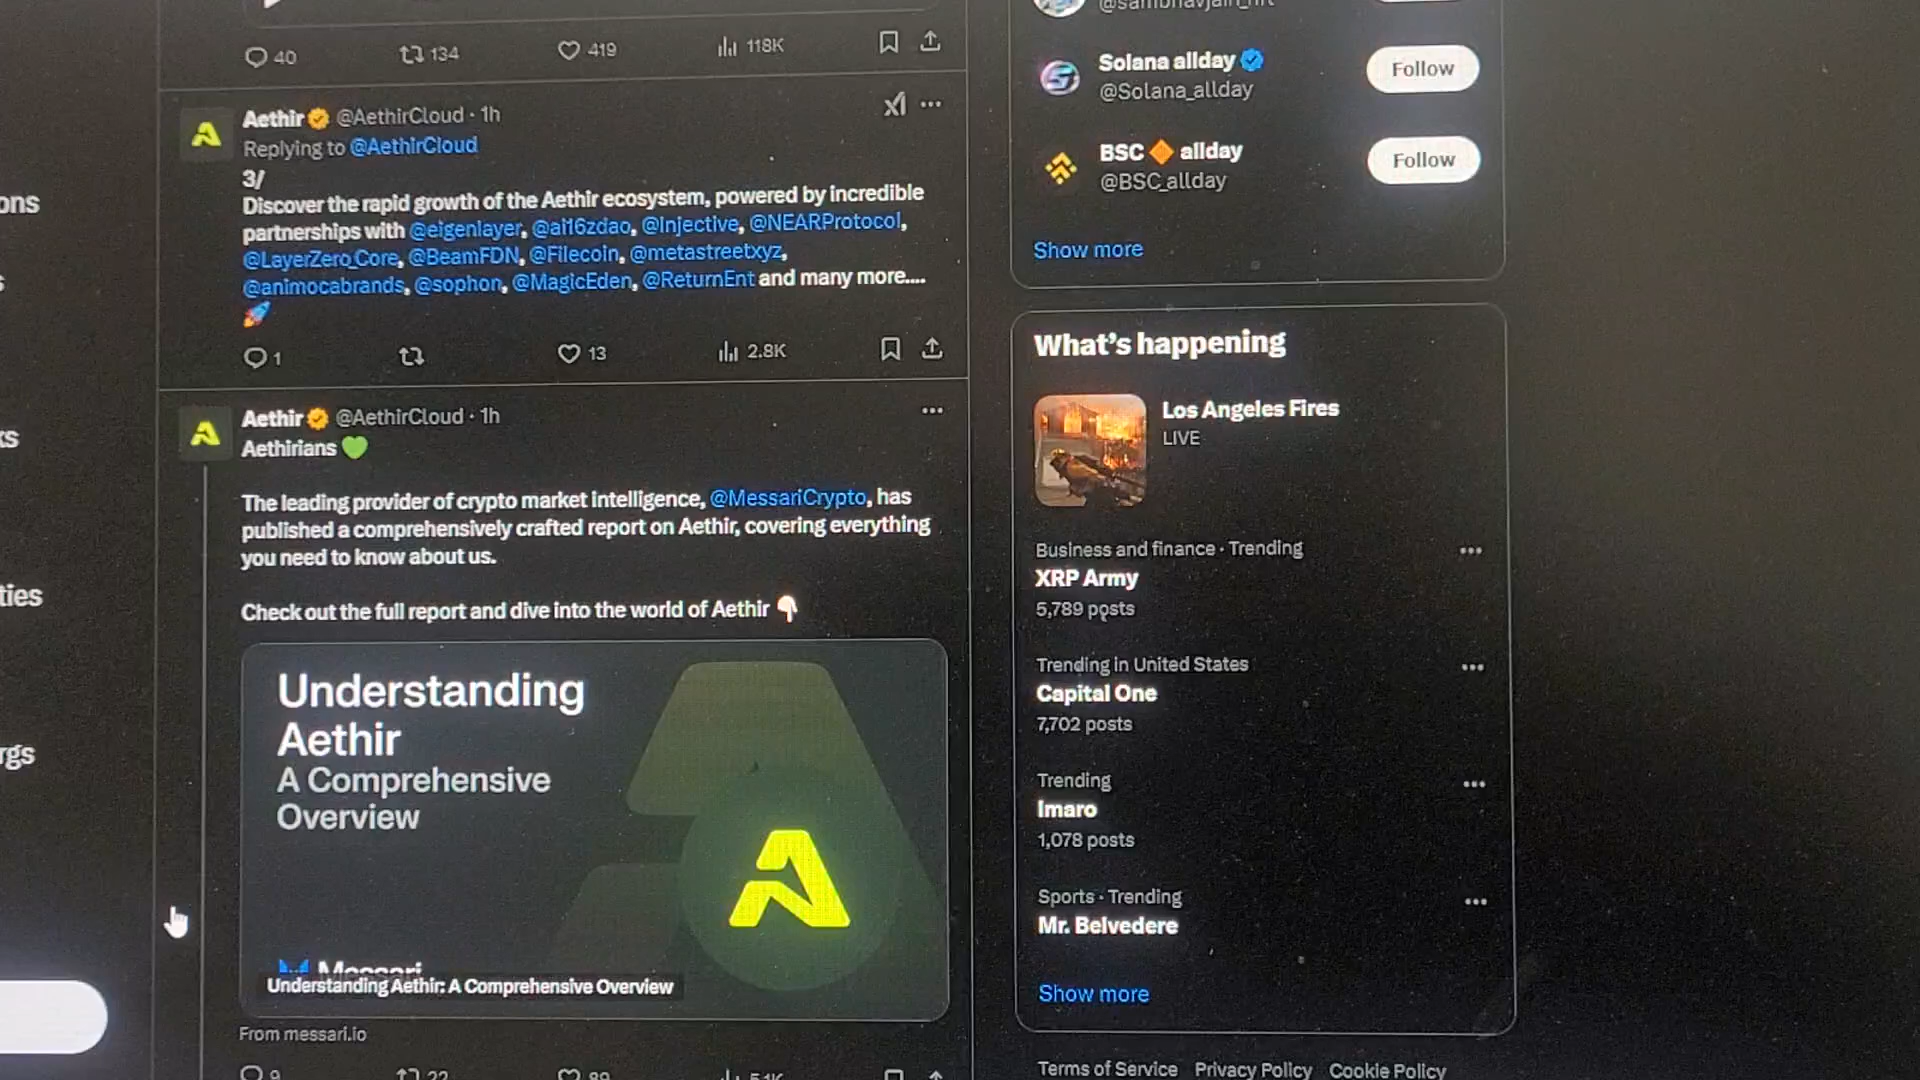 40 134 419 118K
Aethir @AethirCloud · 1h
Replying to @AethirCloud
3/
Discover the rapid growth of the Aethir ecosystem, powered by incredible
partnerships with @eigenlayer, @ai16zdao, @Injective, @NEARProtocol,
@LayerZero_Core, @BeamFDN, @Filecoin, @metastreetxyz,
@animocabrands, @sophon, @MagicEden, @ReturnEnt and many more....
1 13 2.8K
Aethir @AethirCloud · 1h
Aethirians
The leading provider of crypto market intelligence, @MessariCrypto, has
published a comprehensively crafted report on Aethir, covering everything
you need to know about us.
Check out the full report and dive into the world of Aethir
Understanding
Aethir
A Comprehensive
Overview
Messari
Understanding Aethir: A Comprehensive Overview
From messari.io
9 22 89
Solana allday
Follow
@Solana_allday
BSC allday
Follow
@BSC_allday
Show more
What's happening
Los Angeles Fires
LIVE
Business and finance · Trending
XRP Army
5,789 posts
Trending in United States
Capital One
7,702 posts
Trending
Imaro
1,078 posts
Sports · Trending
Mr. Belvedere
Show more
Terms of Service Privacy Policy Cookie Policy